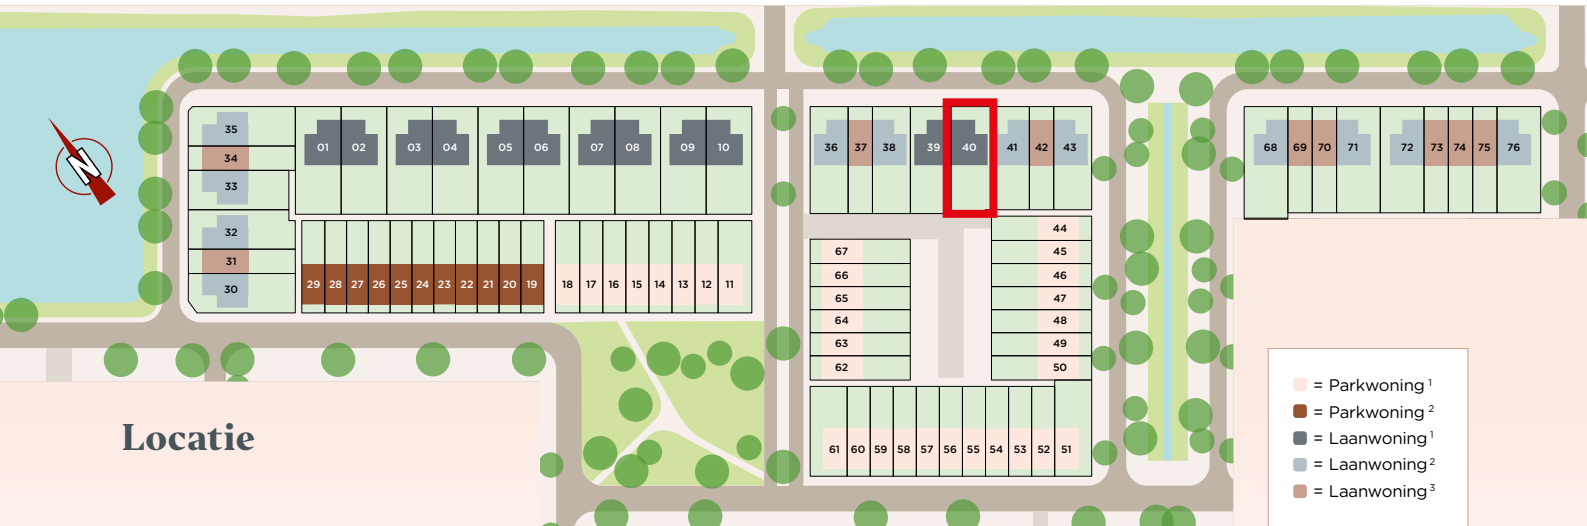 N
35
34
33
32
31
30
01 02 03 04 05 06 07 08 09 10
29 28 27 26 25 24 23 22 21 20 19
18 17 16 15 14 13 12 11
36 37 38 39 40 41 42 43
44
45
46
47
48
49
50
67
66
65
64
63
62
61 60 59 58 57 56 55 54 53 52 51
68 69 70 71 72 73 74 75 76
Locatie
= Parkwoning ¹
= Parkwoning ²
= Laanwoning ¹
= Laanwoning ²
= Laanwoning ³